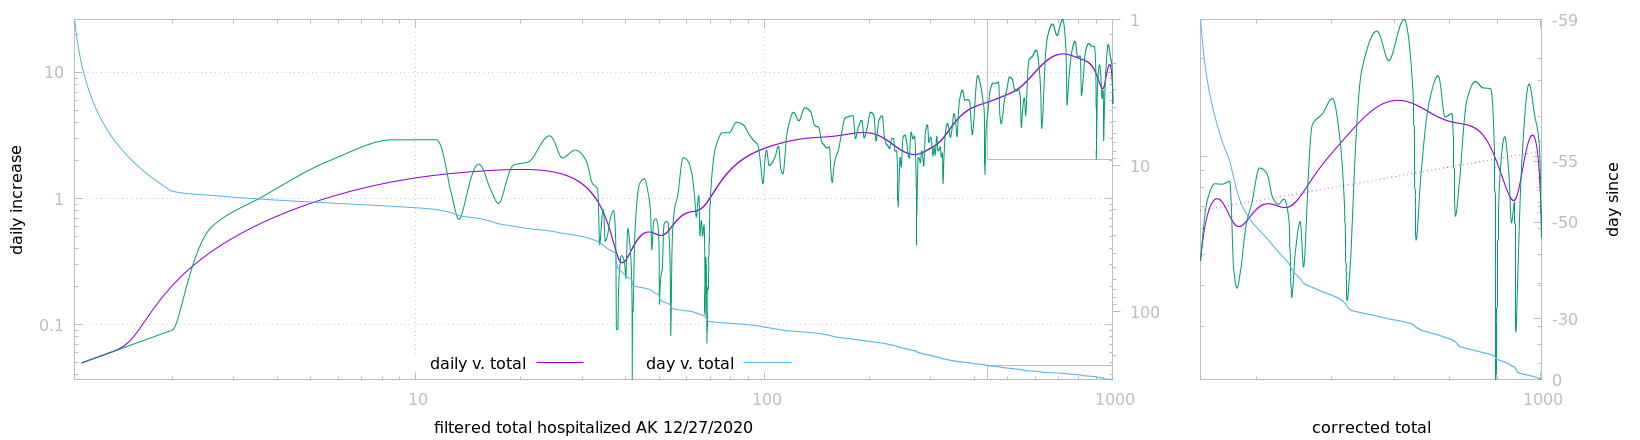 1
-59
10
daily increase
10
-55
day since
1
-50
100
-30
0.1
daily v. total
day v. total
0
10
100
1000
1000
filtered total hospitalized AK 12/27/2020
corrected total